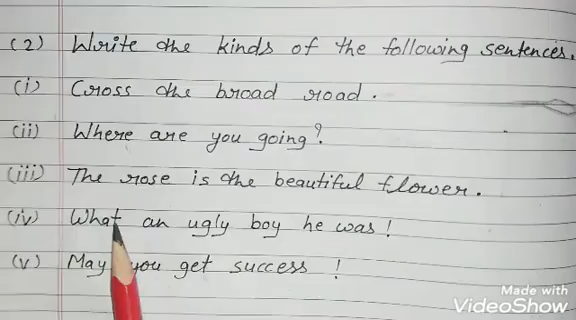 (2) Write the kinds of the following sentences.
(i) Cross the broad road.
(ii) Where are you going?
(iii) The rose is the beautiful flower.
(iv) What an ugly boy he was!
(v) May you get success!
Made with
VideoShow